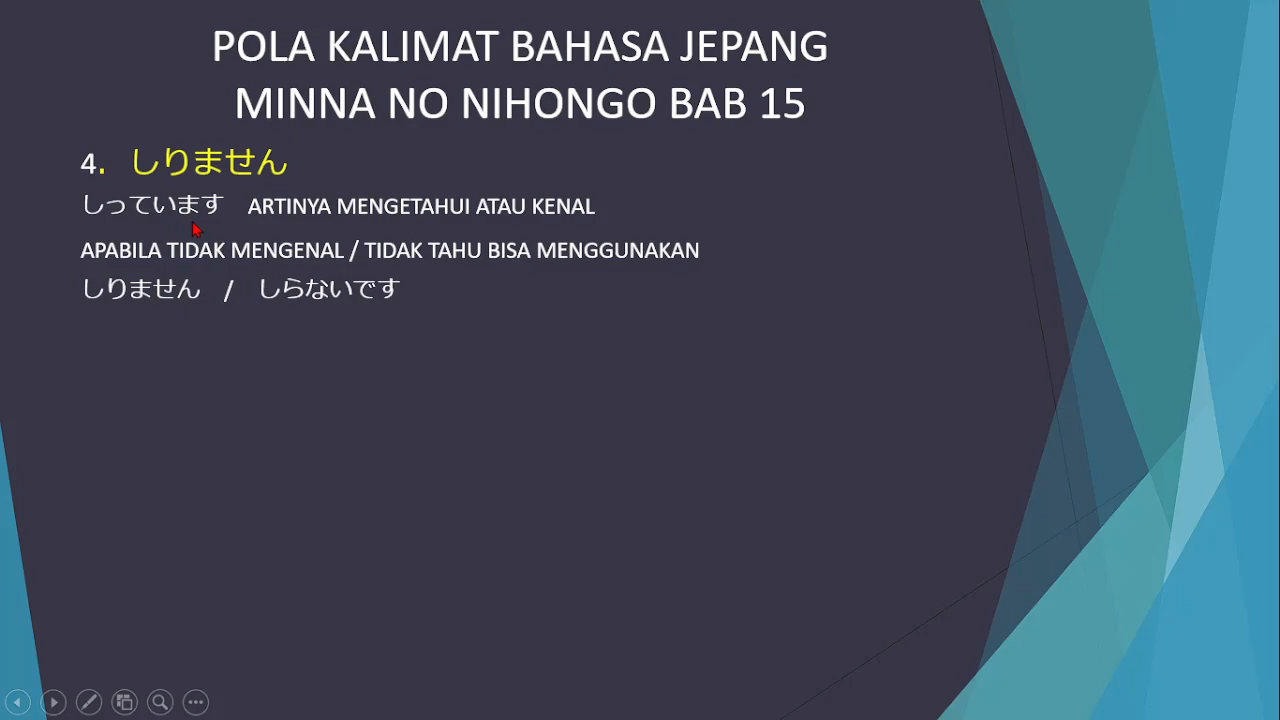 POLA KALIMAT BAHASA JEPANG
MINNA NO NIHONGO BAB 15
4. しりません
しっています ARTINYA MENGETAHUI ATAU KENAL
APABILA TIDAK MENGENAL / TIDAK TAHU BISA MENGGUNAKAN
しりません / しらないです